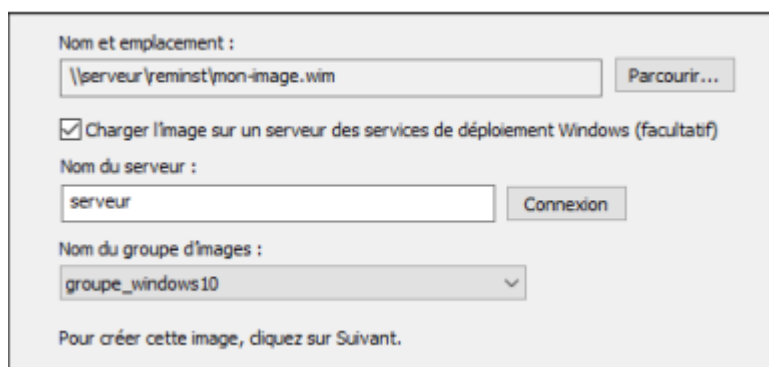 Nom et emplacement :
\\serveur\reminst\mon-image.wim
Parcourir...
Charger l'image sur un serveur des services de déploiement Windows (facultatif)
Nom du serveur :
serveur
Connexion
Nom du groupe d'images :
groupe_windows10
Pour créer cette image, cliquez sur Suivant.